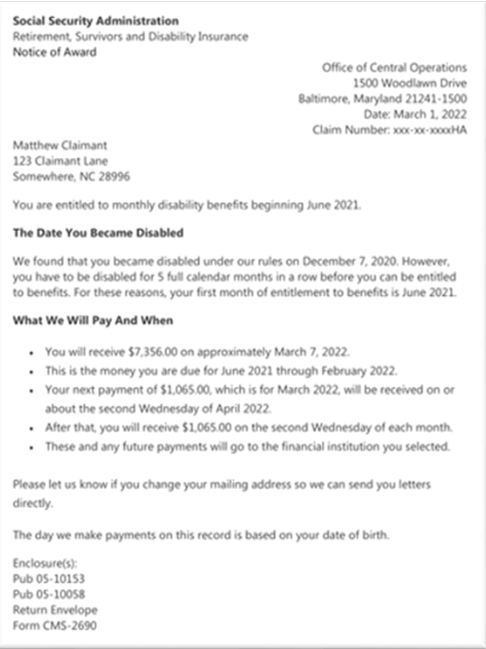 Social Security Administration
Retirement, Survivors and Disability Insurance
Notice of Award
Office of Central Operations
1500 Woodlawn Drive
Baltimore, Maryland 21241-1500
Date: March 1, 2022
Claim Number: xxx-xx-xxxxHA
Matthew Claimant
123 Claimant Lane
Somewhere, NC 28996
You are entitled to monthly disability benefits beginning June 2021.
The Date You Became Disabled
We found that you became disabled under our rules on December 7, 2020. However,
you have to be disabled for 5 full calendar months in a row before you can be entitled
to benefits. For these reasons, your first month of entitlement to benefits is June 2021.
What We Will Pay And When
• You will receive $7,356.00 on approximately March 7, 2022.
• This is the money you are due for June 2021 through February 2022.
• Your next payment of $1,065.00, which is for March 2022, will be received on or
about the second Wednesday of April 2022.
• After that, you will receive $1,065.00 on the second Wednesday of each month.
• These and any future payments will go to the financial institution you selected.
Please let us know if you change your mailing address so we can send you letters
directly.
The day we make payments on this record is based on your date of birth.
Enclosure(s):
Pub 05-10153
Pub 05-10058
Return Envelope
Form CMS-2690